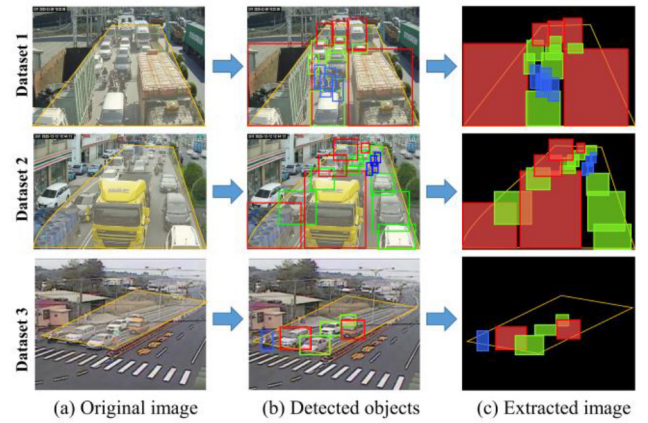 Dataset 1
Dataset 2
Dataset 3
(a) Original image
(b) Detected objects
(c) Extracted image